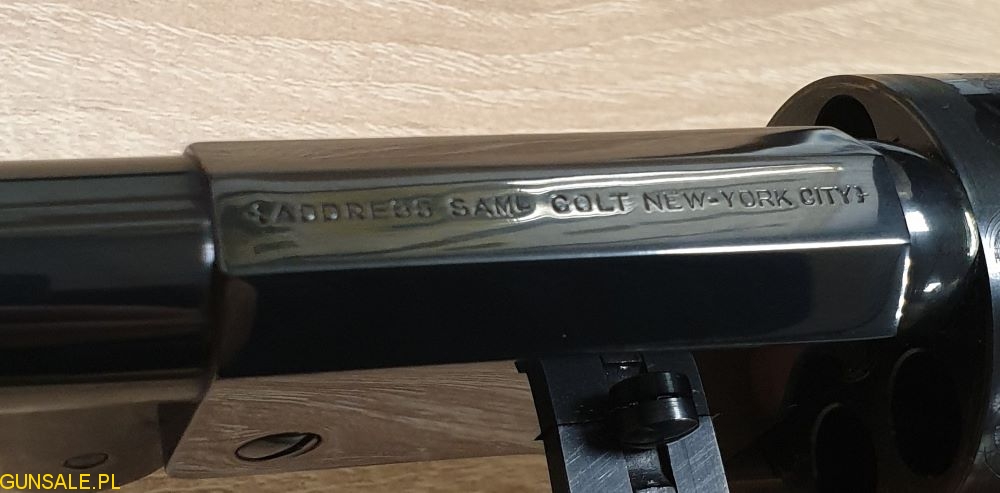 -ADDRESS SAML COLT NEW-YORK CITY-
GUNSALE.PL